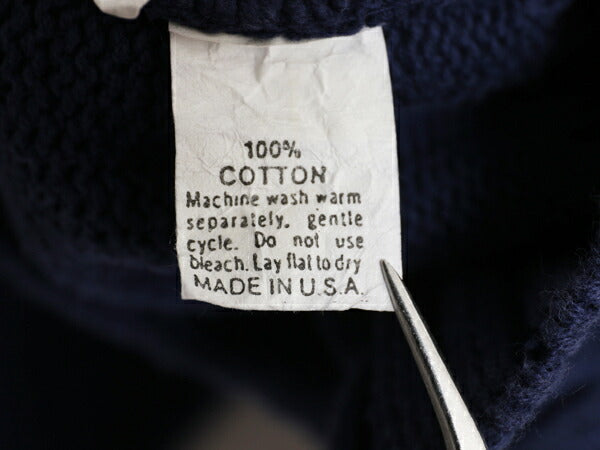 100%
COTTON
Machine wash warm
separately, gentle
cycle. Do not use
bleach. Lay flat to dry
MADE IN U.S.A.